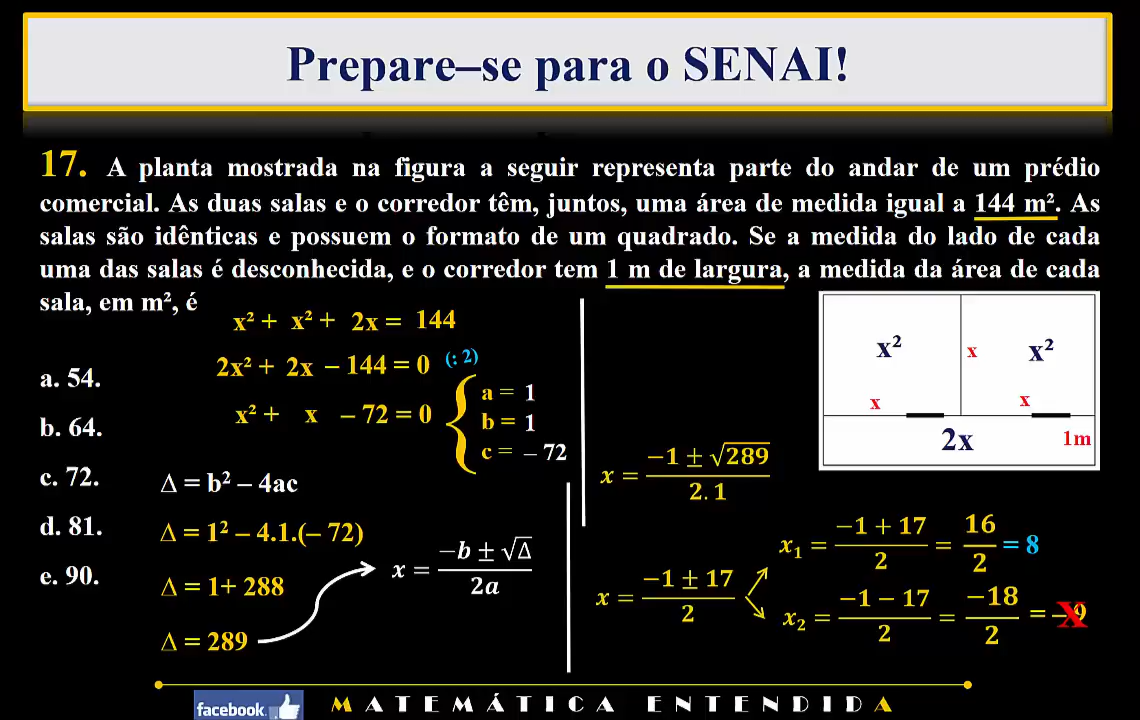 Prepare–se para o SENAI!
17. A planta mostrada na figura a seguir representa parte do andar de um prédio
comercial. As duas salas e o corredor têm, juntos, uma área de medida igual a 144 m². As
salas são idênticas e possuem o formato de um quadrado. Se a medida do lado de cada
uma das salas é desconhecida, e o corredor tem 1 m de largura, a medida da área de cada
sala, em m², é
x² + x² + 2x = 144
2x² + 2x – 144 = 0 (: 2)
x² + x – 72 = 0
a = 1
b = 1
c = – 72
a. 54.
b. 64.
c. 72.
d. 81.
e. 90.
Δ = b² – 4ac
Δ = 1² – 4.1.(– 72)
Δ = 1+ 288
Δ = 289
x = (−b ± √Δ) / 2a
x² x x²
x x
2x 1m
x = (−1 ± √289) / 2.1
x = (−1 ± 17) / 2
x₁ = (−1 + 17) / 2 = 16 / 2 = 8
x₂ = (−1 − 17) / 2 = −18 / 2 = –9
X
facebook.
MATEMÁTICA ENTENDIDA